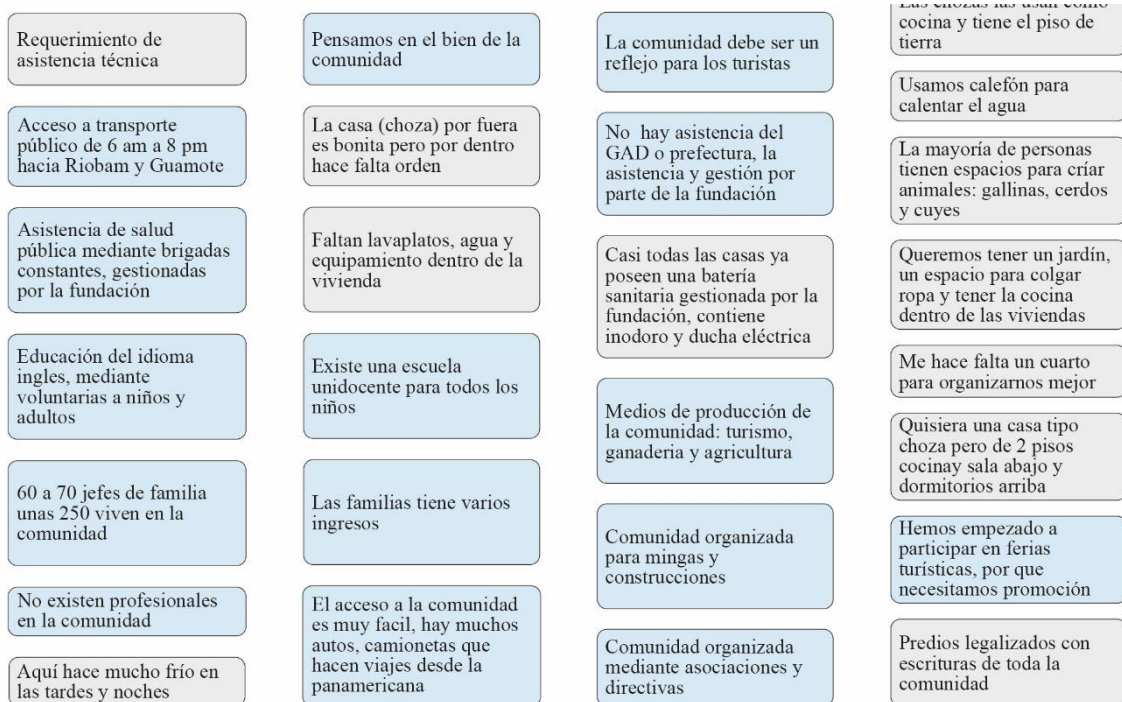 Requerimiento de
asistencia técnica
Acceso a transporte
público de 6 am a 8 pm
hacia Riobam y Guamote
Asistencia de salud
pública mediante brigadas
constantes, gestionadas
por la fundación
Educación del idioma
ingles, mediante
voluntarias a niños y
adultos
60 a 70 jefes de familia
unas 250 viven en la
comunidad
No existen profesionales
en la comunidad
Aquí hace mucho frío en
las tardes y noches
Pensamos en el bien de la
comunidad
La casa (choza) por fuera
es bonita pero por dentro
hace falta orden
Faltan lavaplatos, agua y
equipamiento dentro de la
vivienda
Existe una escuela
unidocente para todos los
niños
Las familias tiene varios
ingresos
El acceso a la comunidad
es muy facil, hay muchos
autos, camionetas que
hacen viajes desde la
panamericana
La comunidad debe ser un
reflejo para los turistas
No hay asistencia del
GAD o prefectura, la
asistencia y gestión por
parte de la fundación
Casi todas las casas ya
poseen una batería
sanitaria gestionada por la
fundación, contiene
inodoro y ducha eléctrica
Medios de producción de
la comunidad: turismo,
ganaderia y agricultura
Comunidad organizada
para mingas y
construcciones
Comunidad organizada
mediante asociaciones y
directivas
Las chozas las usan como
cocina y tiene el piso de
tierra
Usamos calefón para
calentar el agua
La mayoría de personas
tienen espacios para críar
animales: gallinas, cerdos
y cuyes
Queremos tener un jardín,
un espacio para colgar
ropa y tener la cocina
dentro de las viviendas
Me hace falta un cuarto
para organizarnos mejor
Quisiera una casa tipo
choza pero de 2 pisos
cocinay sala abajo y
dormitorios arriba
Hemos empezado a
participar en ferias
turísticas, por que
necesitamos promoción
Predios legalizados con
escrituras de toda la
comunidad